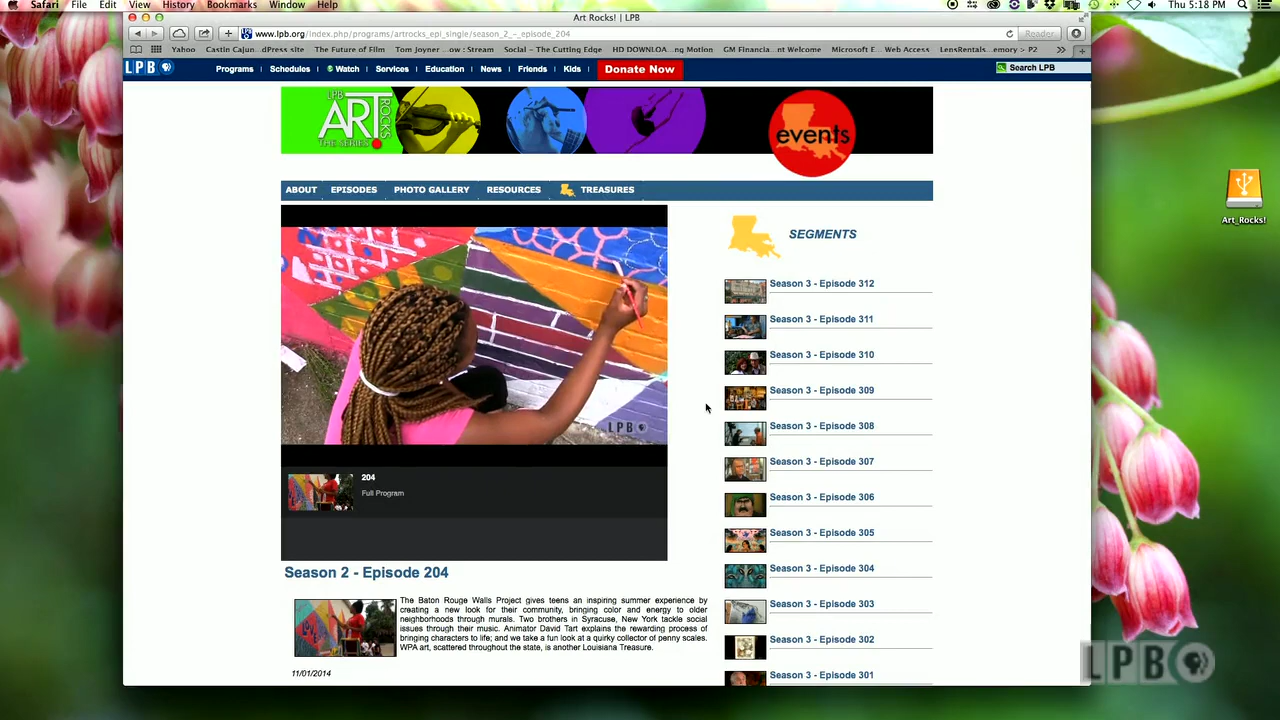 Safari File Edit View History Bookmarks Window Help Thu 5:18 PM
Art Rocks! | LPB
www.lpb.org/index.php/programs/artrocks_epi_single/season_2_-_episode_204 Reader
Yahoo Castin Cajun...dPress site The Future of Film Tom Joyner ... : Stream Social - The Cutting Edge HD DOWNLOA...ng Motion GM Financi...nt Welcome Microsoft E... Web Access LensRentals...emory > P2
LPB Programs Schedules Watch Services Education News Friends Kids Donate Now Search LPB
LPB
ART ROCKS
THE SERIES
events
ABOUT EPISODES PHOTO GALLERY RESOURCES TREASURES
Art_Rocks!
SEGMENTS
Season 3 - Episode 312
Season 3 - Episode 311
Season 3 - Episode 310
Season 3 - Episode 309
Season 3 - Episode 308
Season 3 - Episode 307
Season 3 - Episode 306
Season 3 - Episode 305
Season 3 - Episode 304
Season 3 - Episode 303
Season 3 - Episode 302
Season 3 - Episode 301
LPB
204
Full Program
Season 2 - Episode 204
The Baton Rouge Walls Project gives teens an inspiring summer experience by
creating a new look for their community, bringing color and energy to older
neighborhoods through murals. Two brothers in Syracuse, New York tackle social
issues through their music. Animator David Tart explains the rewarding process of
bringing characters to life; and we take a fun look at a quirky collector of penny scales.
WPA art, scattered throughout the state, is another Louisiana Treasure.
11/01/2014
LPB